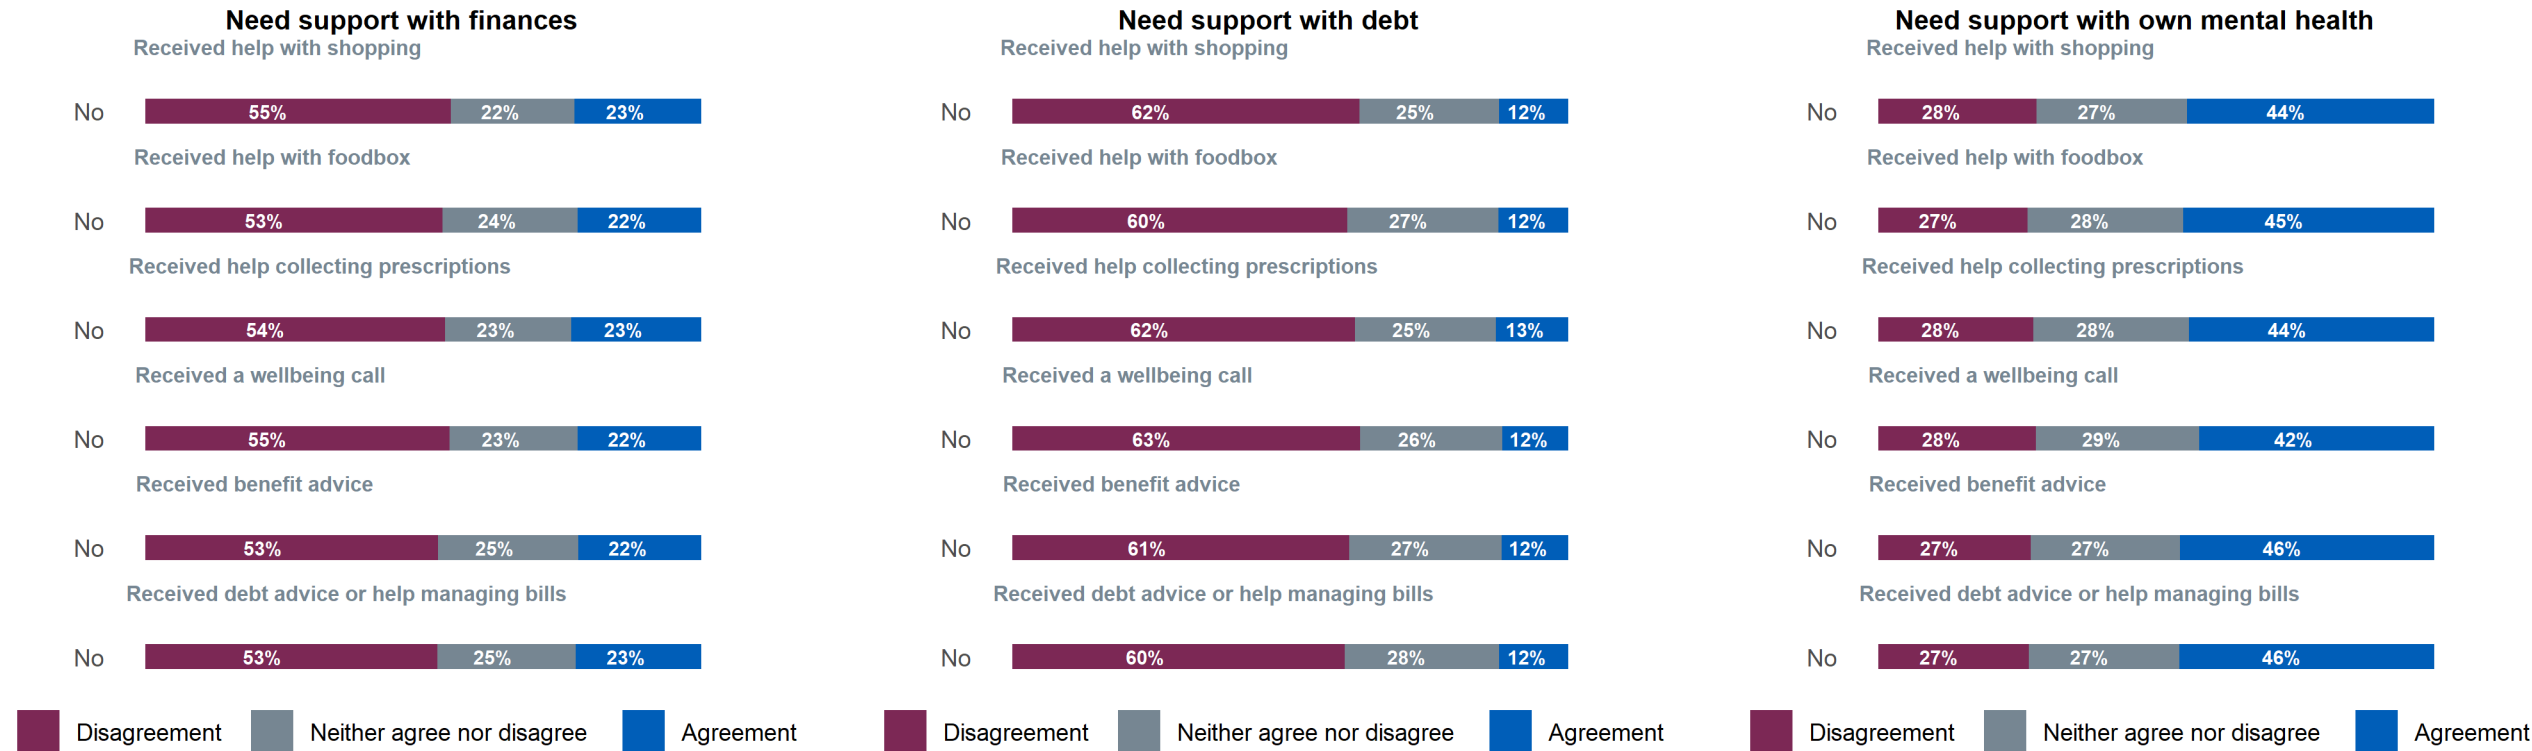 Need support with finances
Received help with shopping
No 55% 22% 23%
Received help with foodbox
No 53% 24% 22%
Received help collecting prescriptions
No 54% 23% 23%
Received a wellbeing call
No 55% 23% 22%
Received benefit advice
No 53% 25% 22%
Received debt advice or help managing bills
No 53% 25% 23%
Disagreement Neither agree nor disagree Agreement
Need support with debt
Received help with shopping
No 62% 25% 12%
Received help with foodbox
No 60% 27% 12%
Received help collecting prescriptions
No 62% 25% 13%
Received a wellbeing call
No 63% 26% 12%
Received benefit advice
No 61% 27% 12%
Received debt advice or help managing bills
No 60% 28% 12%
Disagreement Neither agree nor disagree Agreement
Need support with own mental health
Received help with shopping
No 28% 27% 44%
Received help with foodbox
No 27% 28% 45%
Received help collecting prescriptions
No 28% 28% 44%
Received a wellbeing call
No 28% 29% 42%
Received benefit advice
No 27% 27% 46%
Received debt advice or help managing bills
No 27% 27% 46%
Disagreement Neither agree nor disagree Agreement